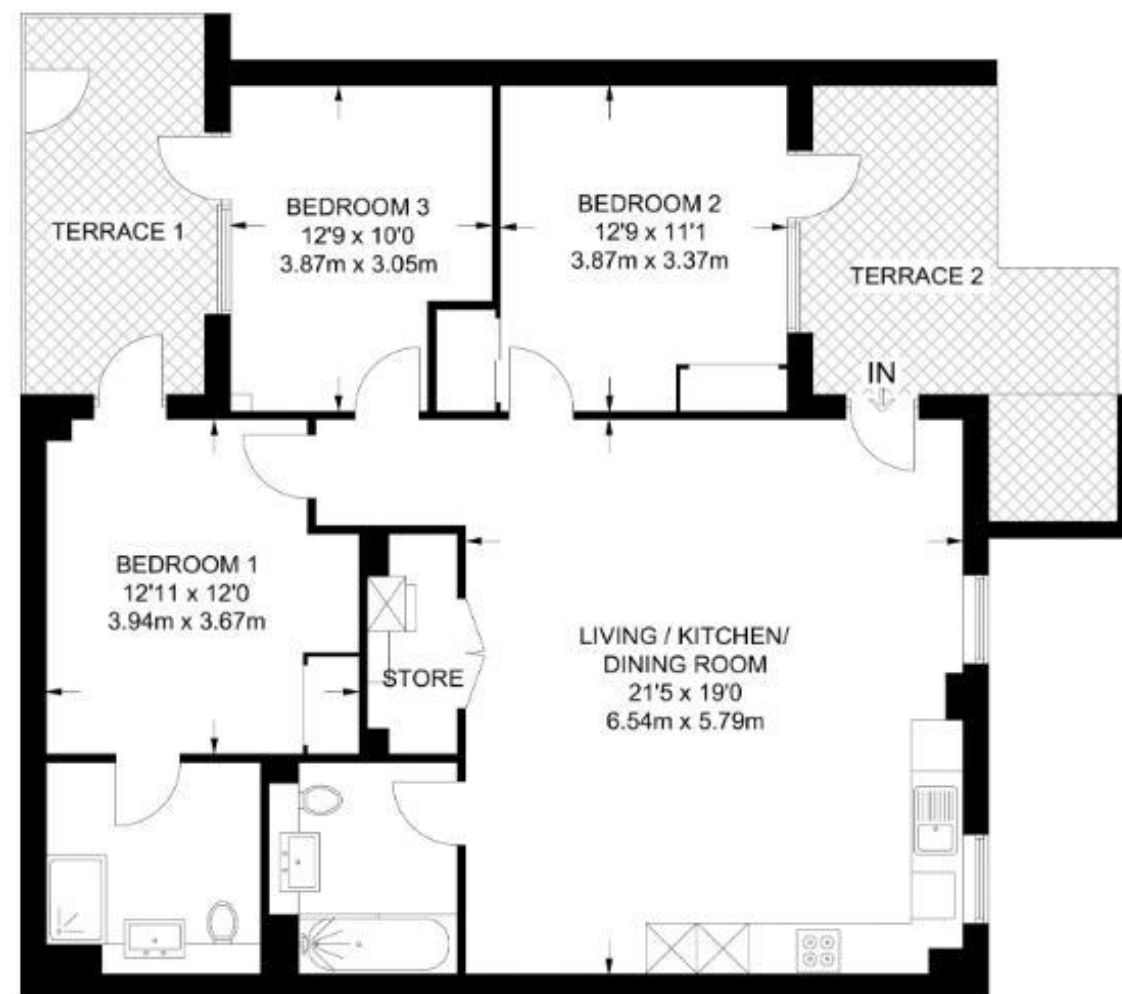 TERRACE 1
BEDROOM 3
12'9 x 10'0
3.87m x 3.05m
BEDROOM 2
12'9 x 11'1
3.87m x 3.37m
TERRACE 2
IN
BEDROOM 1
12'11 x 12'0
3.94m x 3.67m
STORE
LIVING / KITCHEN/
DINING ROOM
21'5 x 19'0
6.54m x 5.79m